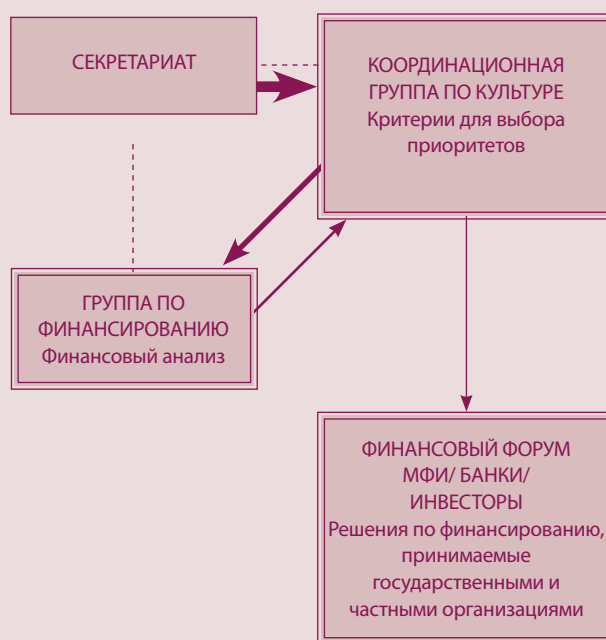 СЕКРЕТАРИАТ
КООРДИНАЦИОННАЯ
ГРУППА ПО КУЛЬТУРЕ
Критерии для выбора
приоритетов
ГРУППА ПО
ФИНАНСИРОВАНИЮ
Финансовый анализ
ФИНАНСОВЫЙ ФОРУМ
МФИ/ БАНКИ/
ИНВЕСТОРЫ
Решения по финансированию,
принимаемые
государственными и
частными организациями